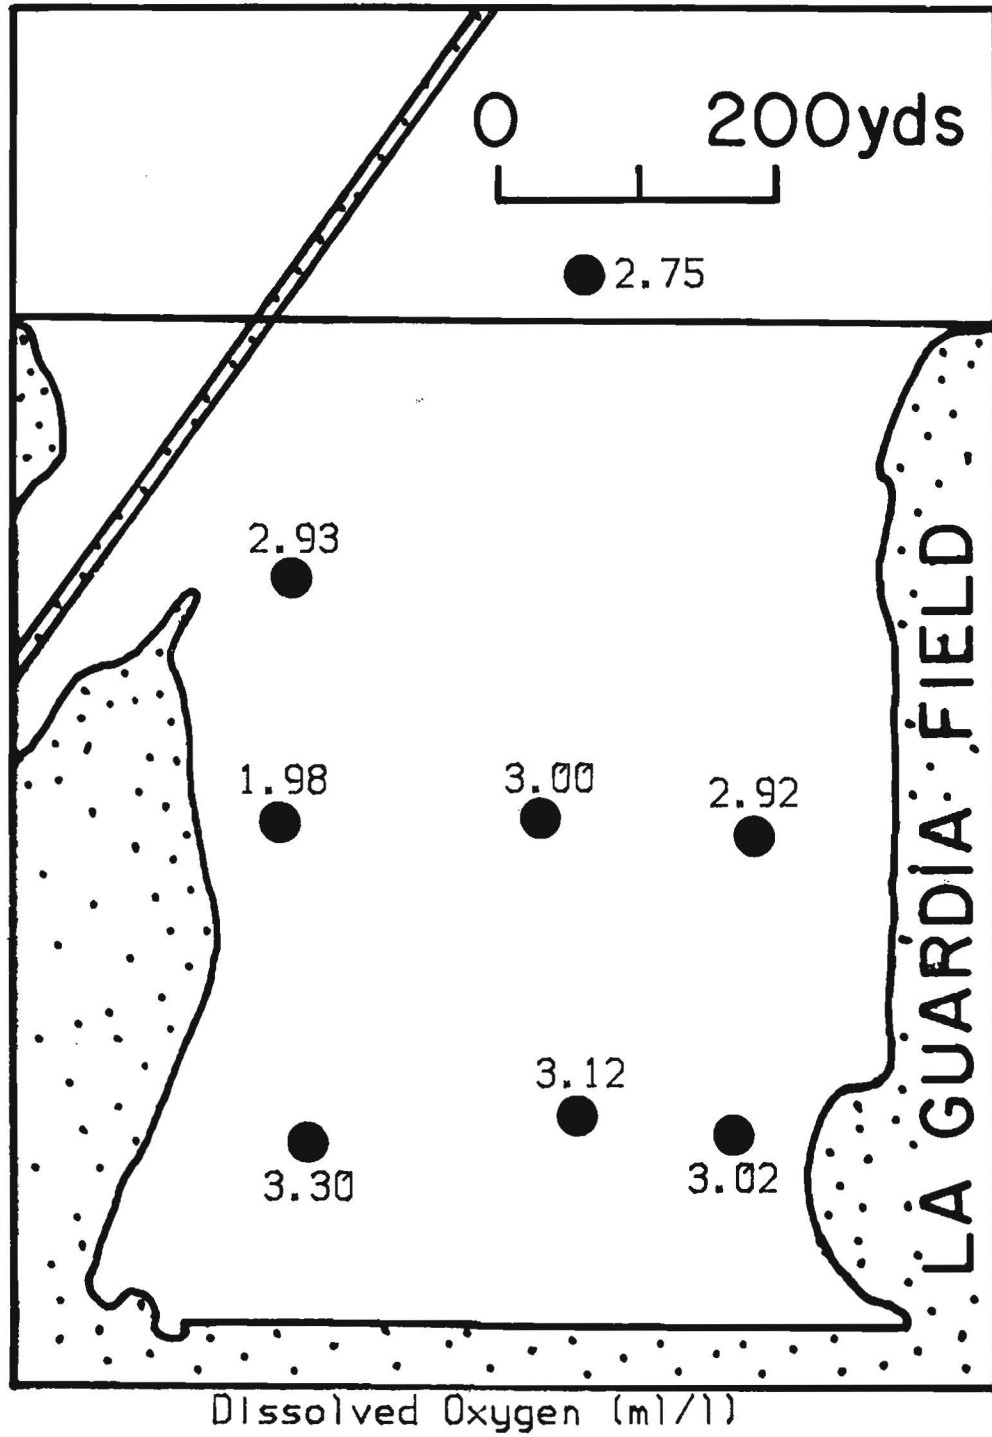 0 200yds
2.75
2.93
1.98 3.00 2.92
3.12
3.30 3.02
LA GUARDIA FIELD
Dissolved Oxygen (ml/l)